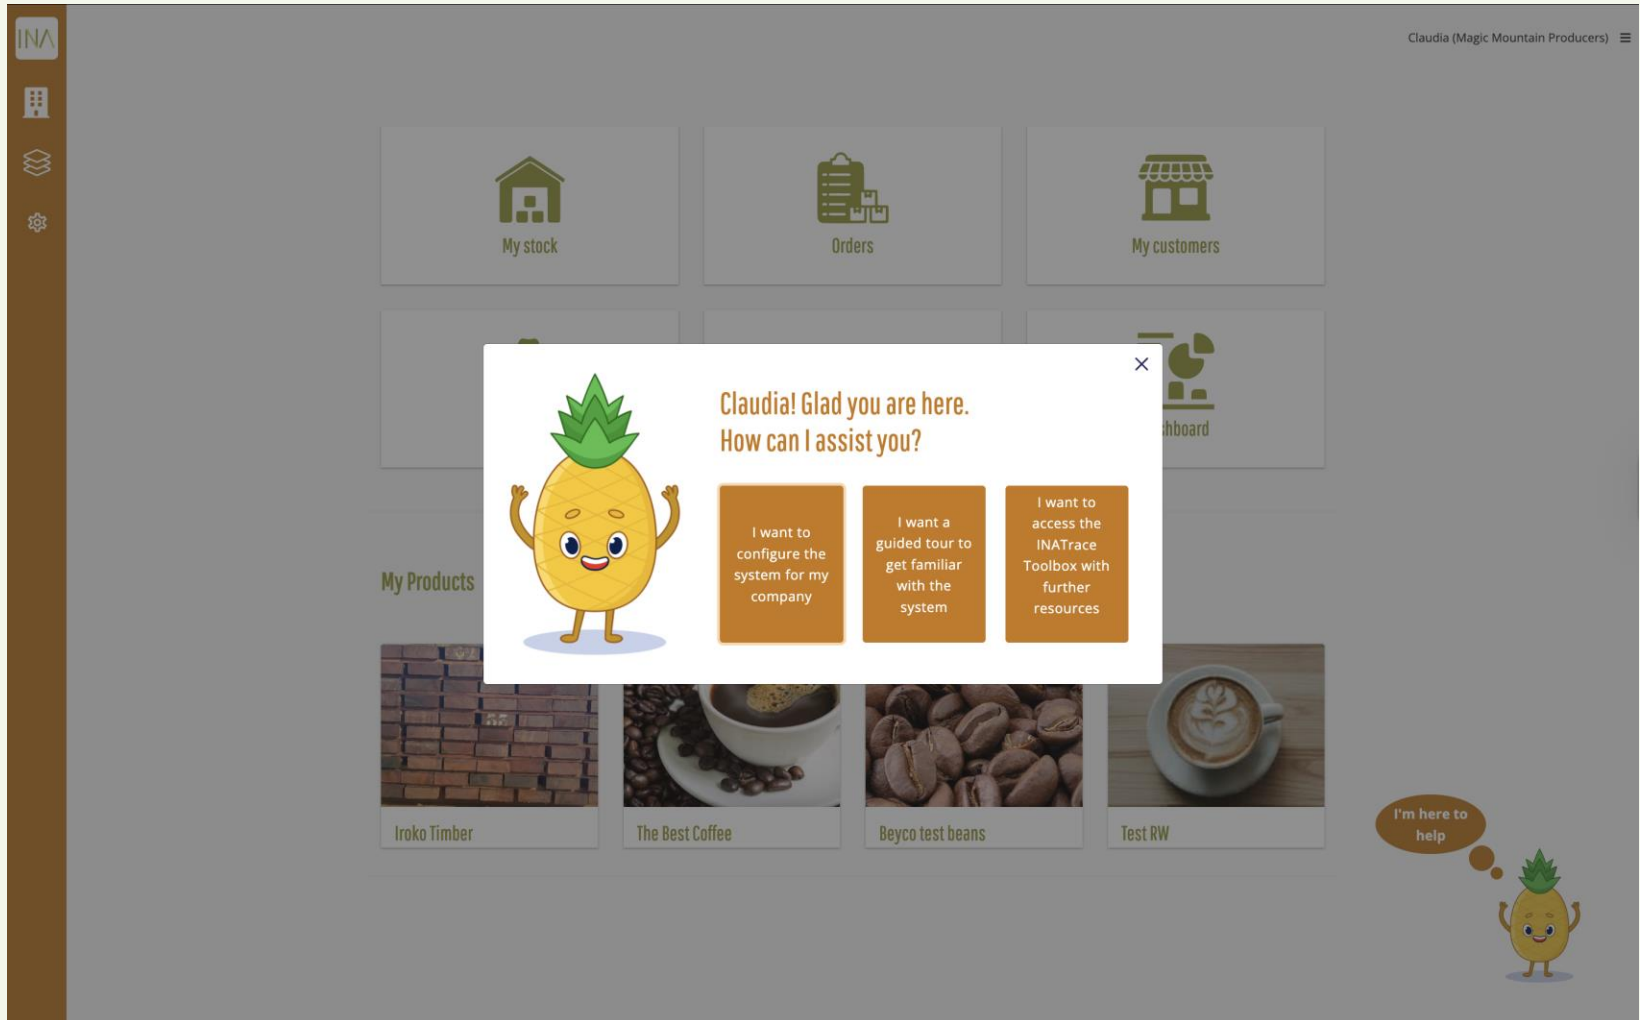 INA
Claudia (Magic Mountain Producers)
My stock
Orders
My customers
hboard
Claudia! Glad you are here.
How can I assist you?
I want to
configure the
system for my
company
I want a
guided tour to
get familiar
with the
system
I want to
access the
INATrace
Toolbox with
further
resources
My Products
Iroko Timber
The Best Coffee
Beyco test beans
Test RW
I'm here to
help